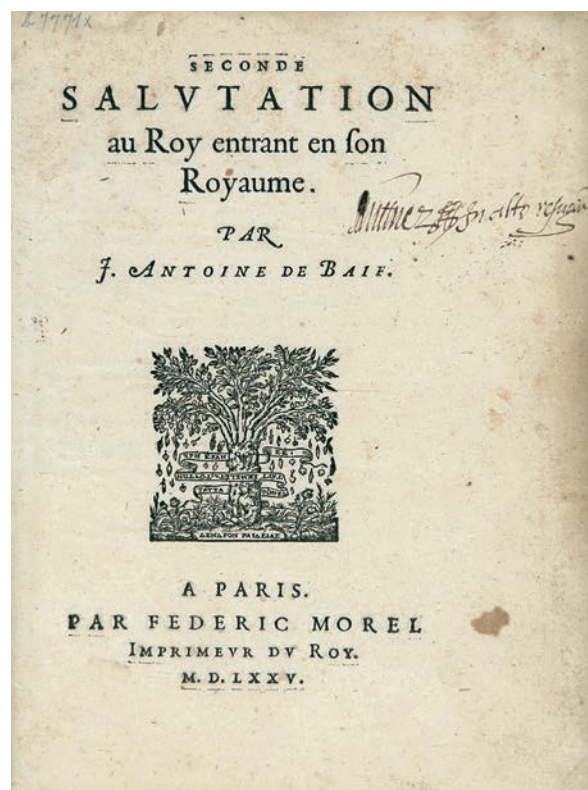 7771x
SECONDE
SALVTATION
au Roy entrant en ſon
Royaume.
PAR
J. ANTOINE DE BAIF.
A PARIS.
PAR FEDERIC MOREL
IMPRIMEVR DV ROY.
M. D. LXXV.